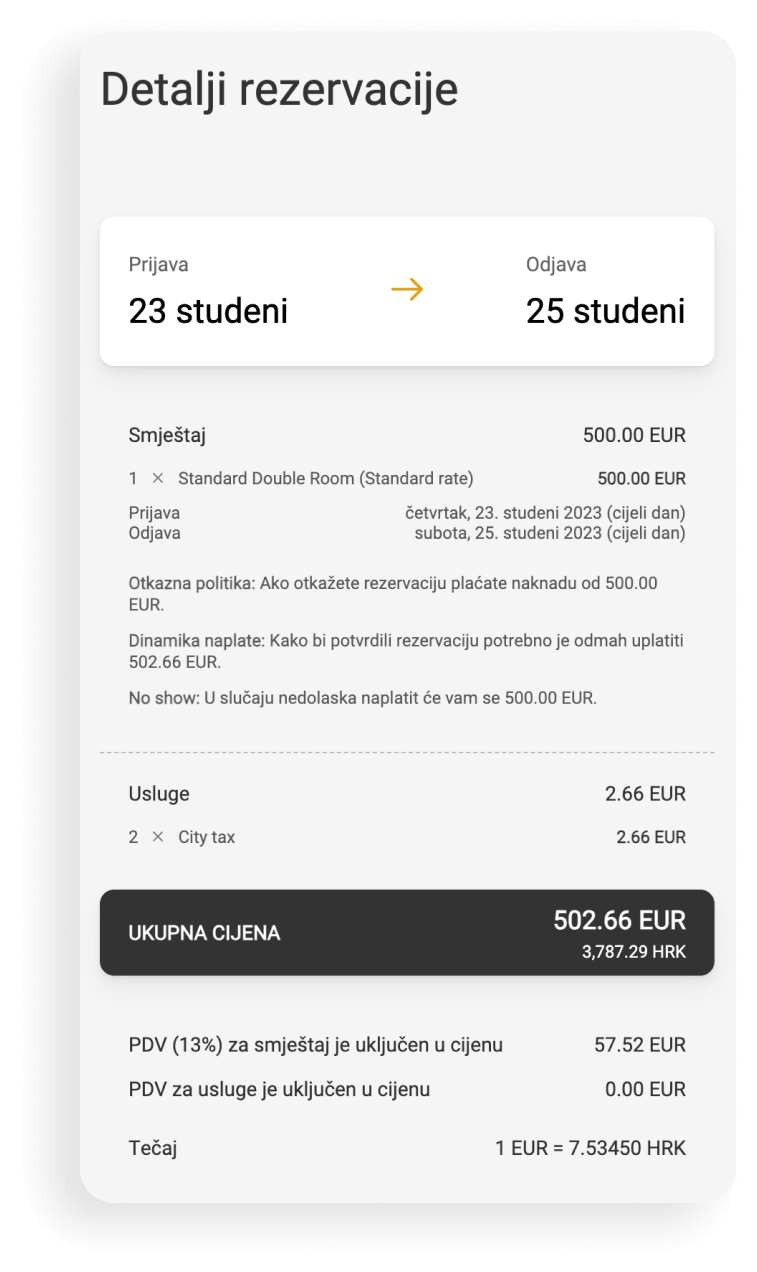 Detalji rezervacije
Prijava
23 studeni
Odjava
25 studeni
Smještaj 500.00 EUR
1 × Standard Double Room (Standard rate) 500.00 EUR
Prijava četvrtak, 23. studeni 2023 (cijeli dan)
Odjava subota, 25. studeni 2023 (cijeli dan)
Otkazna politika: Ako otkažete rezervaciju plaćate naknadu od 500.00
EUR.
Dinamika naplate: Kako bi potvrdili rezervaciju potrebno je odmah uplatiti
502.66 EUR.
No show: U slučaju nedolaska naplatit će vam se 500.00 EUR.
Usluge 2.66 EUR
2 × City tax 2.66 EUR
UKUPNA CIJENA 502.66 EUR
3,787.29 HRK
PDV (13%) za smještaj je uključen u cijenu 57.52 EUR
PDV za usluge je uključen u cijenu 0.00 EUR
Tečaj 1 EUR = 7.53450 HRK